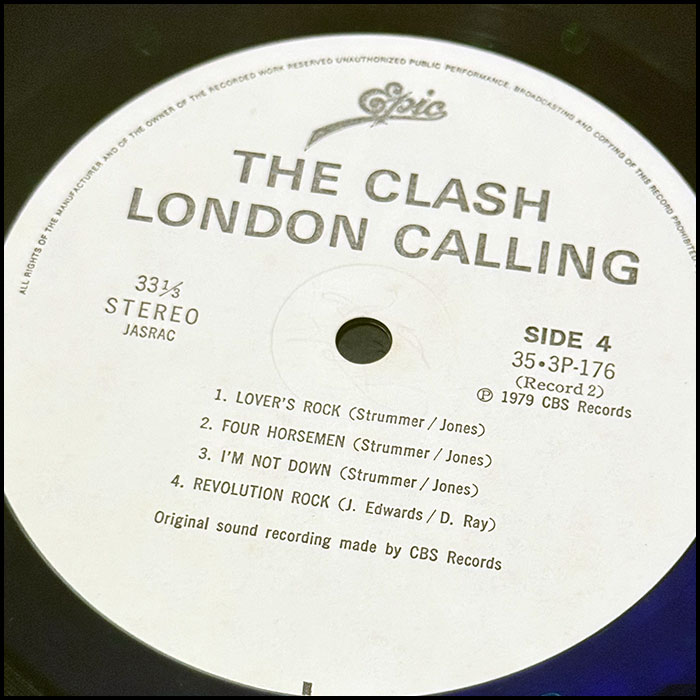 ALL RIGHTS OF THE MANUFACTURER AND OF THE OWNER OF THE RECORDED WORK RESERVED UNAUTHORIZED PUBLIC PERFORMANCE, BROADCASTING AND COPYING OF THIS RECORD PROHIBITED
Epic
THE CLASH
LONDON CALLING
33 1/3
STEREO
JASRAC
SIDE 4
35•3P-176
(Record 2)
℗ 1979 CBS Records
1. LOVER'S ROCK (Strummer / Jones)
2. FOUR HORSEMEN (Strummer / Jones)
3. I'M NOT DOWN (Strummer / Jones)
4. REVOLUTION ROCK (J. Edwards / D. Ray)
Original sound recording made by CBS Records